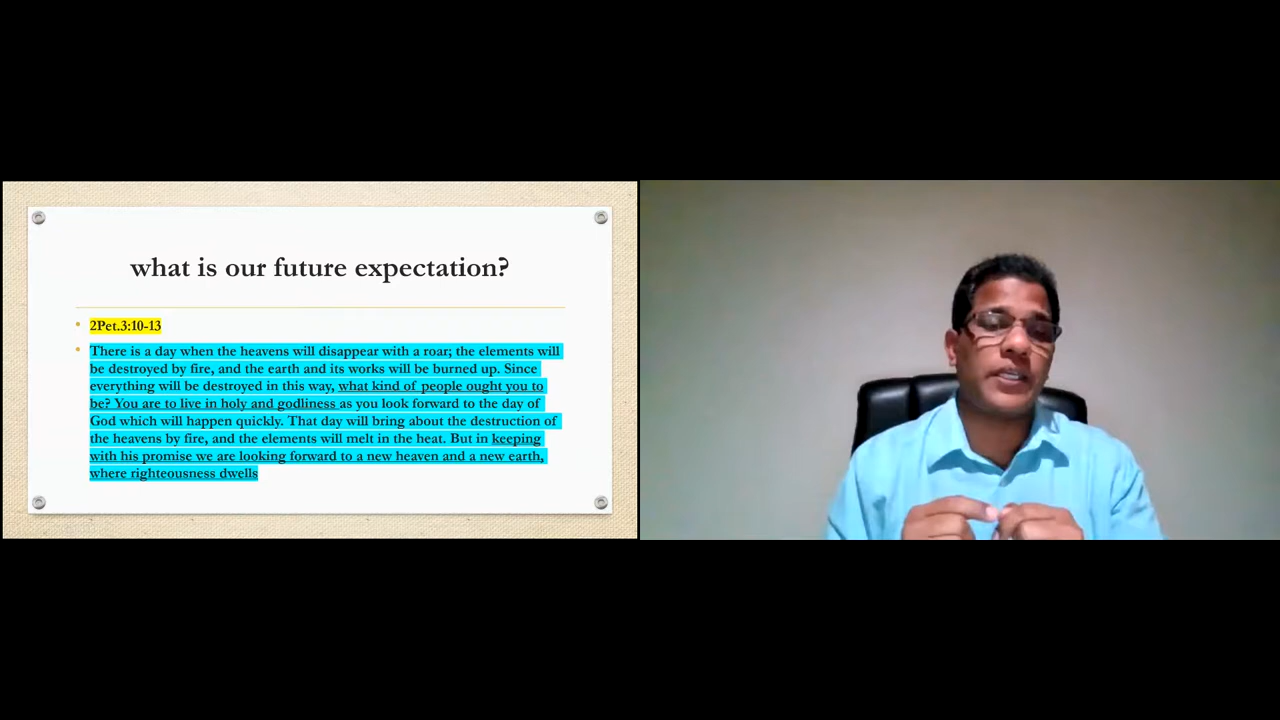 what is our future expectation?
2Pet.3:10-13
There is a day when the heavens will disappear with a roar; the elements will
be destroyed by fire, and the earth and its works will be burned up. Since
everything will be destroyed in this way, what kind of people ought you to
be? You are to live in holy and godliness as you look forward to the day of
God which will happen quickly. That day will bring about the destruction of
the heavens by fire, and the elements will melt in the heat. But in keeping
with his promise we are looking forward to a new heaven and a new earth,
where righteousness dwells